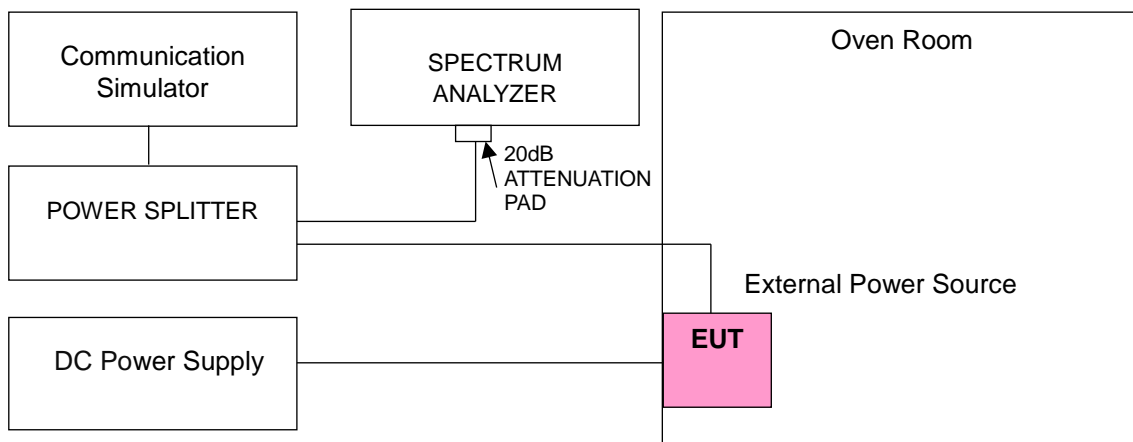 Communication
Simulator
SPECTRUM
ANALYZER
Oven Room
20dB
ATTENUATION
PAD
POWER SPLITTER
External Power Source
EUT
DC Power Supply